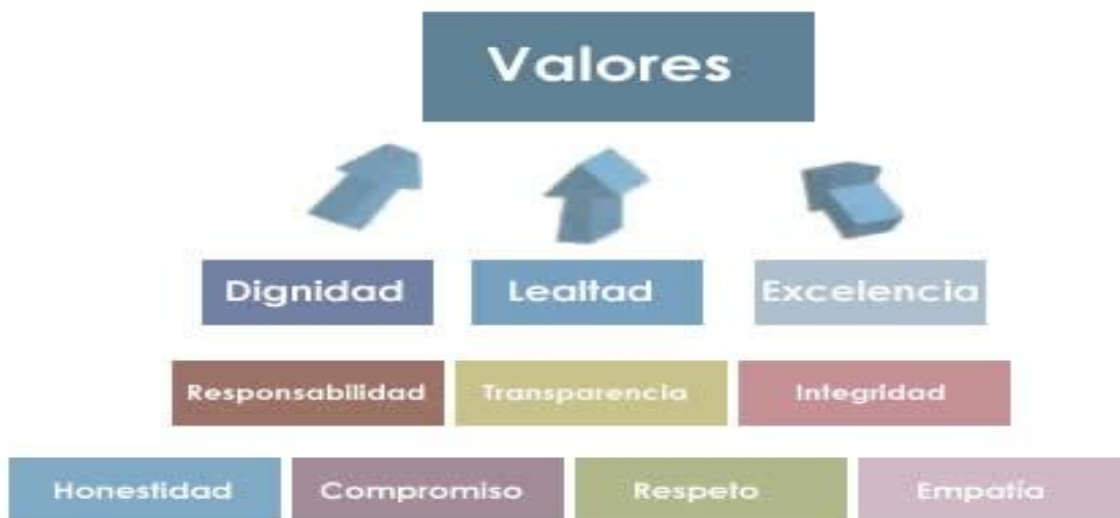 Valores
Dignidad Lealtad Excelencia
Responsabilidad Transparencia Integridad
Honestidad Compromiso Respeto Empatía